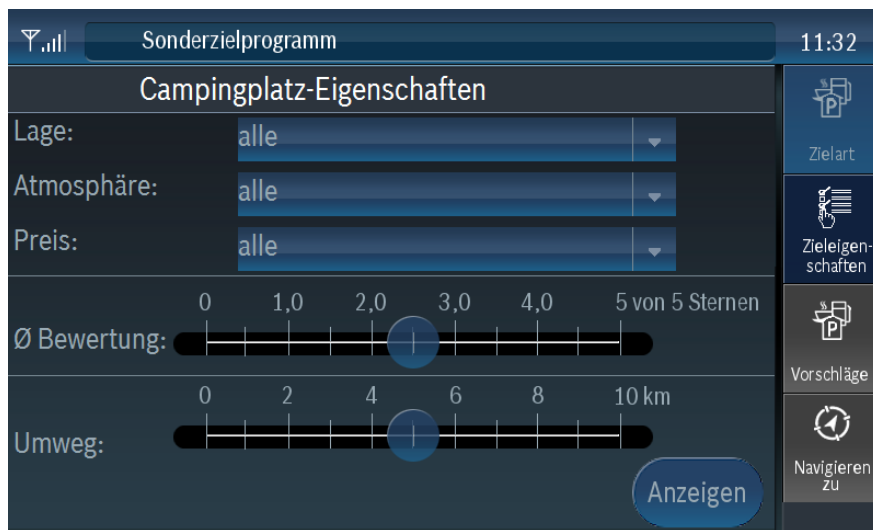 Sonderzielprogramm
11:32
Campingplatz-Eigenschaften
Lage:
alle
Atmosphäre:
alle
Preis:
alle
0 1,0 2,0 3,0 4,0 5 von 5 Sternen
Ø Bewertung:
0 2 4 6 8 10 km
Umweg:
Anzeigen
P
Zielart
Zieleigen-
schaften
P
Vorschläge
Navigieren
zu